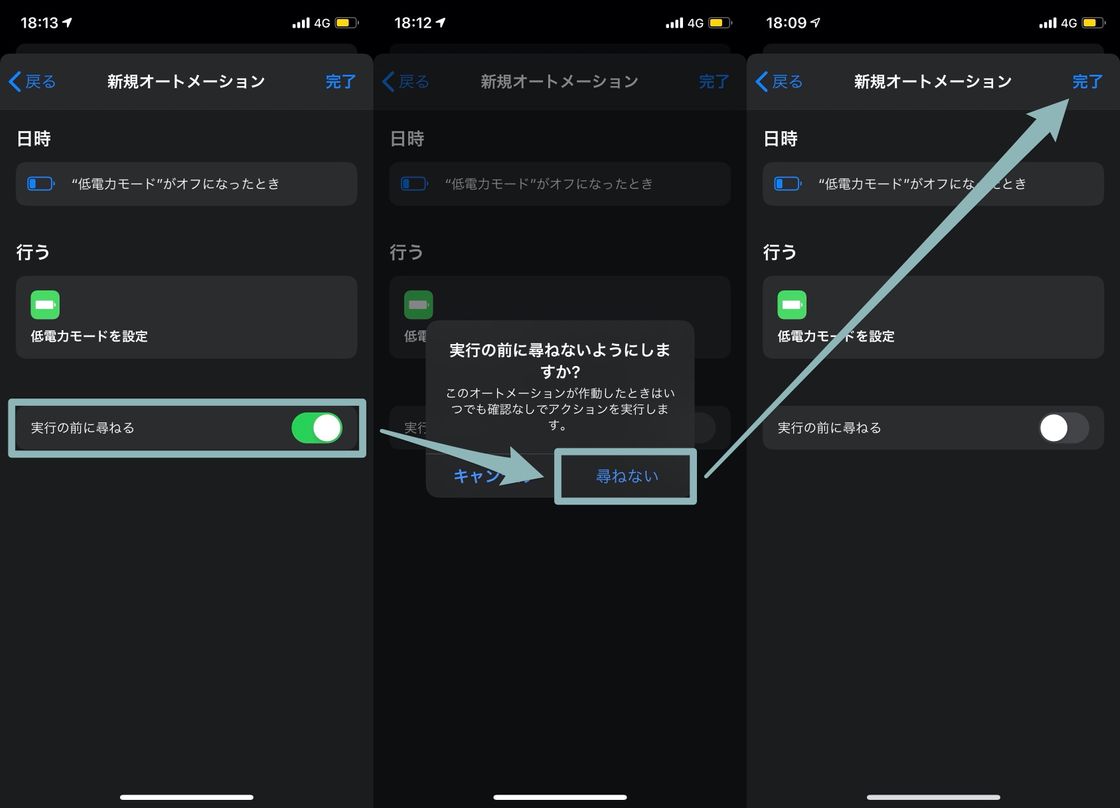 18:13
4G
戻る
新規オートメーション
完了
日時
“低電力モード”がオフになったとき
行う
低電力モードを設定
実行の前に尋ねる
18:12
4G
戻る
新規オートメーション
完了
日時
“低電力モード”がオフになったとき
行う
低電
実行
実行の前に尋ねないようにしま
すか?
このオートメーションが作動したときはい
つでも確認なしでアクションを実行しま
す。
キャン
尋ねない
18:09
4G
戻る
新規オートメーション
完了
日時
“低電力モード”がオフになったとき
行う
低電力モードを設定
実行の前に尋ねる